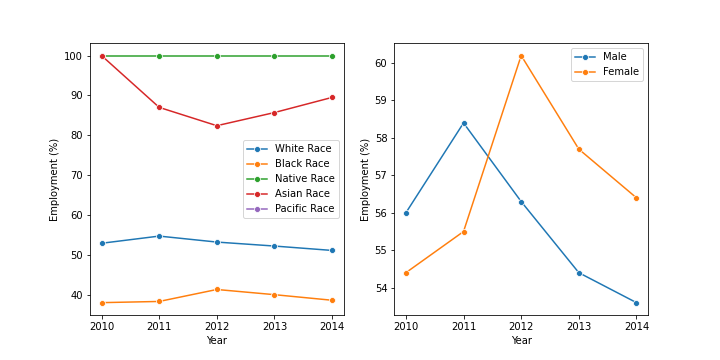 100
90
80
70
60
50
40
Employment (%)
2010 2011 2012 2013 2014
Year
White Race
Black Race
Native Race
Asian Race
Pacific Race
60
59
58
57
56
55
54
Employment (%)
2010 2011 2012 2013 2014
Year
Male
Female